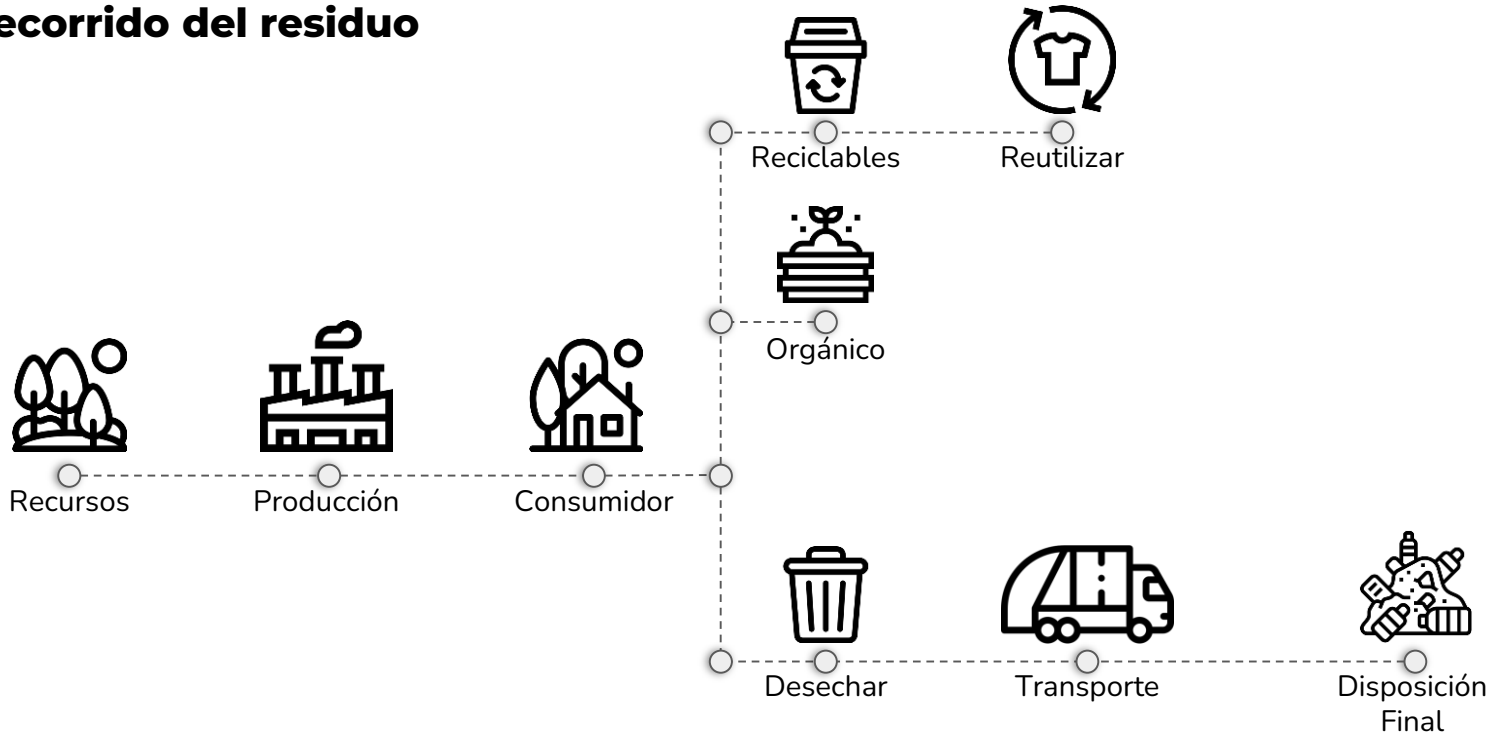 ecorrido del residuo
Reciclables
Reutilizar
Orgánico
Recursos
Producción
Consumidor
Desechar
Transporte
Disposición
Final